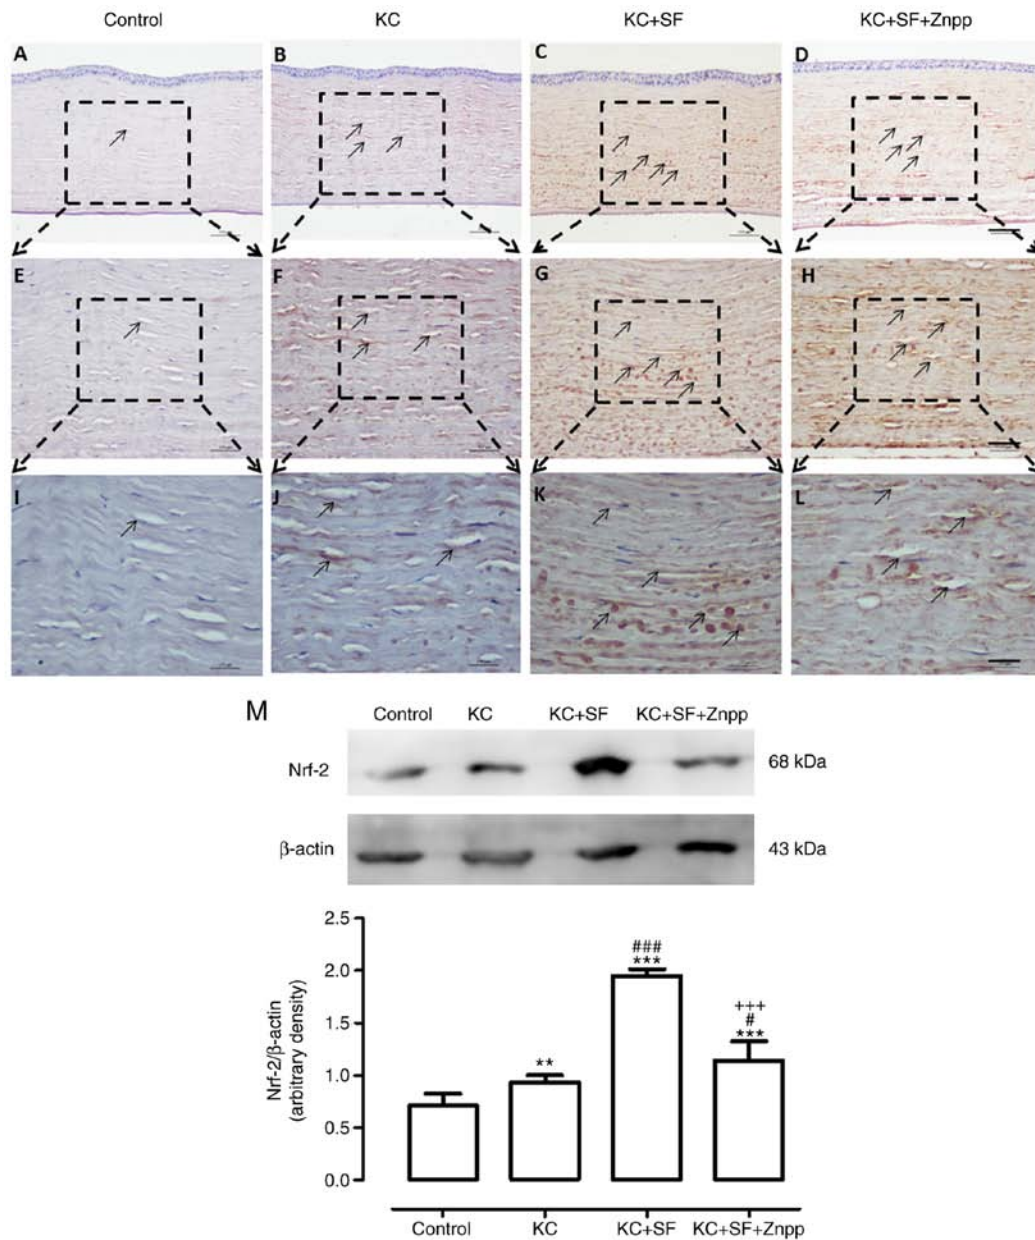 Control KC KC+SF KC+SF+Znpp
A B C D
E F G H
I J K L
M
Control KC KC+SF KC+SF+Znpp
Nrf-2 68 kDa
β-actin 43 kDa
Nrf-2/β-actin
(arbitrary density)
2.5
2.0
1.5
1.0
0.5
0.0
**
###
***
+++
#
***
Control KC KC+SF KC+SF+Znpp